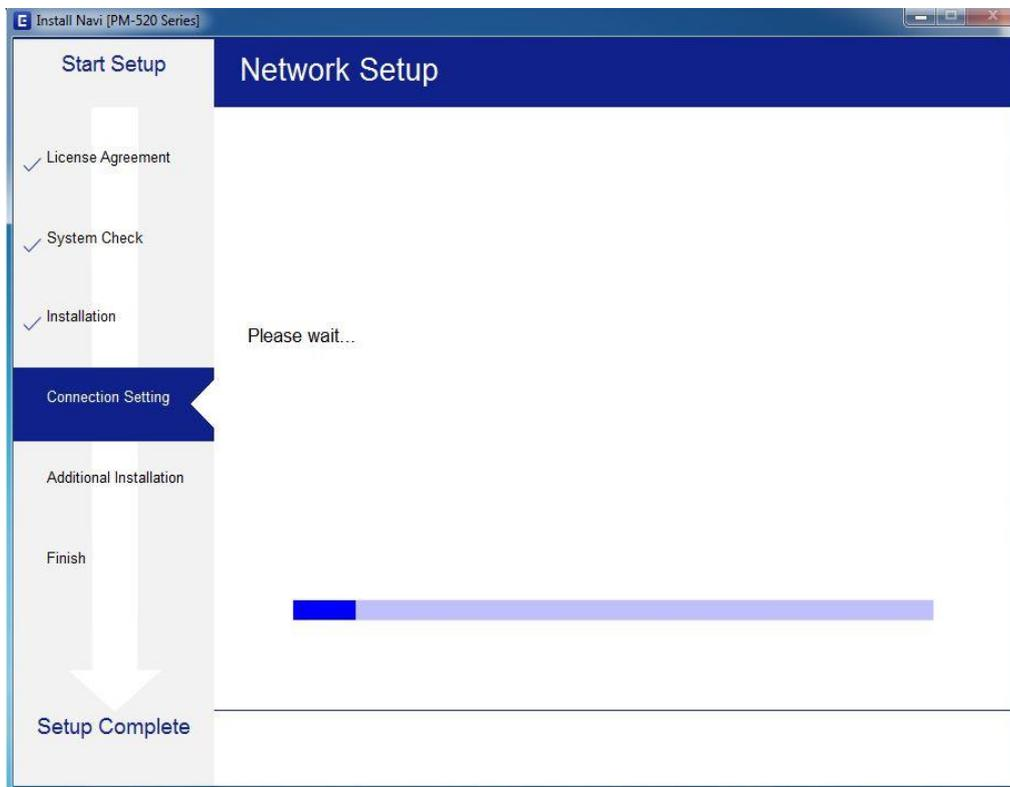 E Install Navi [PM-520 Series]
Start Setup
Network Setup
License Agreement
System Check
Installation
Please wait...
Connection Setting
Additional Installation
Finish
Setup Complete